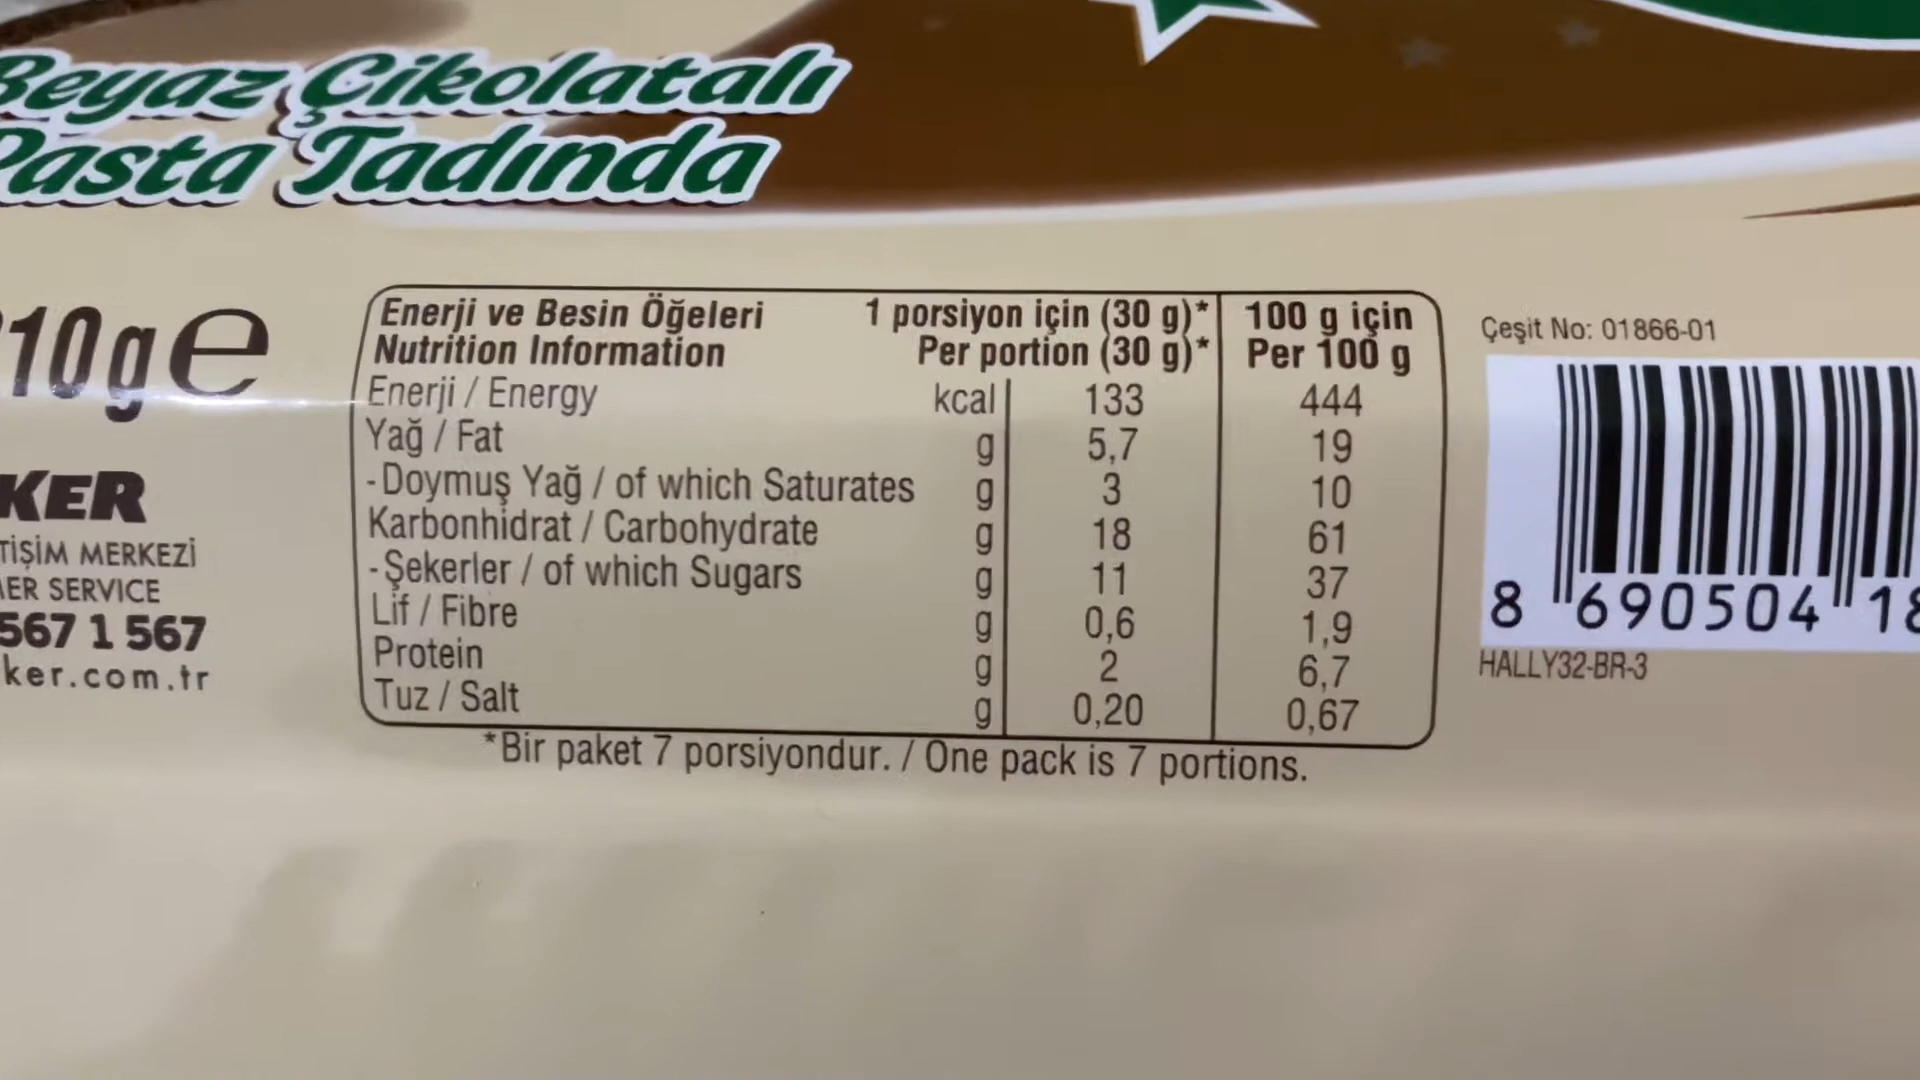 Beyaz Çikolatalı
Pasta Tadında
10g e
KER
TİŞİM MERKEZİ
ER SERVICE
567 1 567
ker.com.tr
Enerji ve Besin Öğeleri 1 porsiyon için (30 g)* 100 g için
Nutrition Information Per portion (30 g)* Per 100 g
Enerji / Energy kcal 133 444
Yağ / Fat g 5,7 19
- Doymuş Yağ / of which Saturates g 3 10
Karbonhidrat / Carbohydrate g 18 61
- Şekerler / of which Sugars g 11 37
Lif / Fibre g 0,6 1,9
Protein g 2 6,7
Tuz / Salt g 0,20 0,67
*Bir paket 7 porsiyondur. / One pack is 7 portions.
Çeşit No: 01866-01
8 690504 18
HALLY32-BR-3